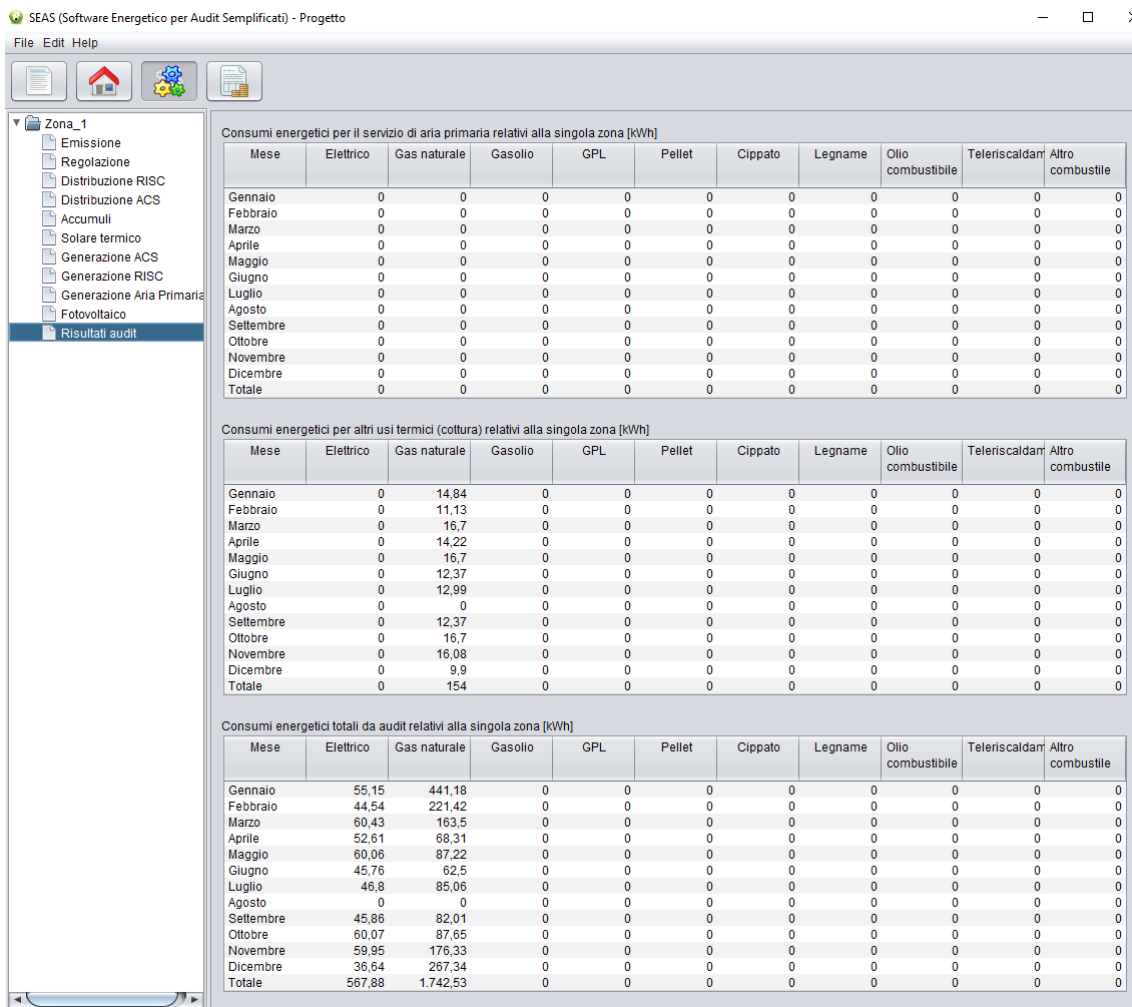 SEAS (Software Energetico per Audit Semplificati) - Progetto
File Edit Help
Zona_1
Emissione
Regolazione
Distribuzione RISC
Distribuzione ACS
Accumuli
Solare termico
Generazione ACS
Generazione RISC
Generazione Aria Primaria
Fotovoltaico
Risultati audit
Consumi energetici per il servizio di aria primaria relativi alla singola zona [kWh]
Mese Elettrico Gas naturale Gasolio GPL Pellet Cippato Legname Olio combustibile Teleriscaldam Altro combustile
Gennaio 0 0 0 0 0 0 0 0 0 0
Febbraio 0 0 0 0 0 0 0 0 0 0
Marzo 0 0 0 0 0 0 0 0 0 0
Aprile 0 0 0 0 0 0 0 0 0 0
Maggio 0 0 0 0 0 0 0 0 0 0
Giugno 0 0 0 0 0 0 0 0 0 0
Luglio 0 0 0 0 0 0 0 0 0 0
Agosto 0 0 0 0 0 0 0 0 0 0
Settembre 0 0 0 0 0 0 0 0 0 0
Ottobre 0 0 0 0 0 0 0 0 0 0
Novembre 0 0 0 0 0 0 0 0 0 0
Dicembre 0 0 0 0 0 0 0 0 0 0
Totale 0 0 0 0 0 0 0 0 0 0
Consumi energetici per altri usi termici (cottura) relativi alla singola zona [kWh]
Mese Elettrico Gas naturale Gasolio GPL Pellet Cippato Legname Olio combustibile Teleriscaldam Altro combustile
Gennaio 0 14,84 0 0 0 0 0 0 0 0
Febbraio 0 11,13 0 0 0 0 0 0 0 0
Marzo 0 16,7 0 0 0 0 0 0 0 0
Aprile 0 14,22 0 0 0 0 0 0 0 0
Maggio 0 16,7 0 0 0 0 0 0 0 0
Giugno 0 12,37 0 0 0 0 0 0 0 0
Luglio 0 12,99 0 0 0 0 0 0 0 0
Agosto 0 0 0 0 0 0 0 0 0 0
Settembre 0 12,37 0 0 0 0 0 0 0 0
Ottobre 0 16,7 0 0 0 0 0 0 0 0
Novembre 0 16,08 0 0 0 0 0 0 0 0
Dicembre 0 9,9 0 0 0 0 0 0 0 0
Totale 0 154 0 0 0 0 0 0 0 0
Consumi energetici totali da audit relativi alla singola zona [kWh]
Mese Elettrico Gas naturale Gasolio GPL Pellet Cippato Legname Olio combustibile Teleriscaldam Altro combustile
Gennaio 55,15 441,18 0 0 0 0 0 0 0 0
Febbraio 44,54 221,42 0 0 0 0 0 0 0 0
Marzo 60,43 163,5 0 0 0 0 0 0 0 0
Aprile 52,61 68,31 0 0 0 0 0 0 0 0
Maggio 60,06 87,22 0 0 0 0 0 0 0 0
Giugno 45,76 62,5 0 0 0 0 0 0 0 0
Luglio 46,8 85,06 0 0 0 0 0 0 0 0
Agosto 0 0 0 0 0 0 0 0 0 0
Settembre 45,86 82,01 0 0 0 0 0 0 0 0
Ottobre 60,07 87,65 0 0 0 0 0 0 0 0
Novembre 59,95 176,33 0 0 0 0 0 0 0 0
Dicembre 36,64 267,34 0 0 0 0 0 0 0 0
Totale 567,88 1.742,53 0 0 0 0 0 0 0 0